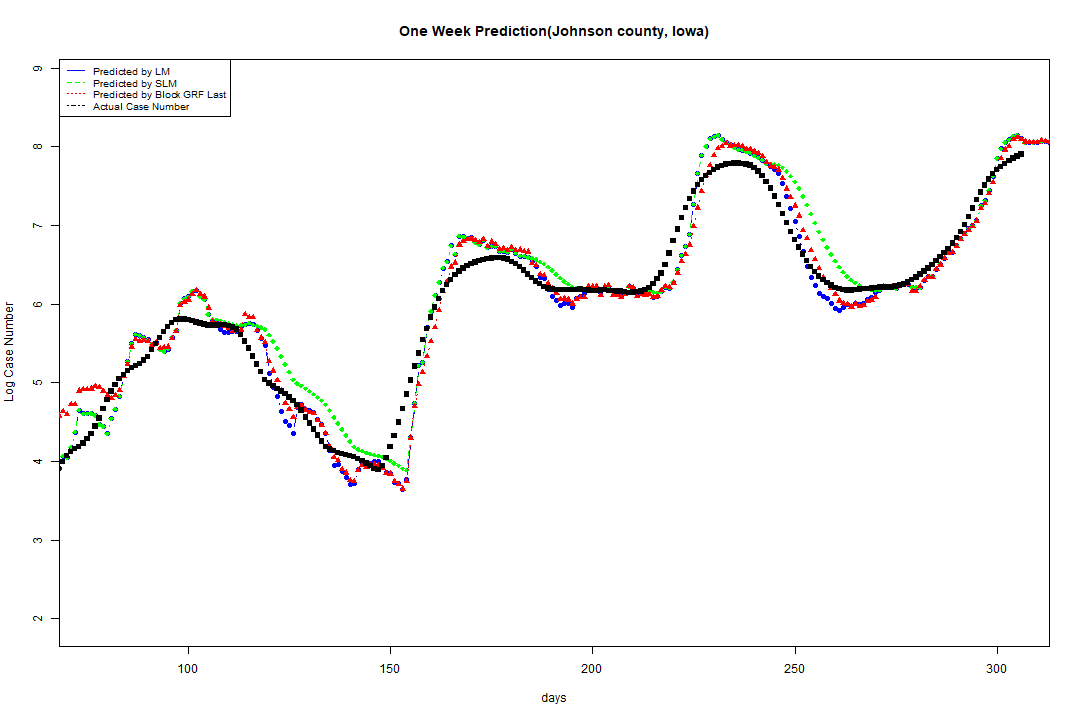 One Week Prediction(Johnson county, Iowa)
Predicted by LM
Predicted by SLM
Predicted by Block GRF Last
Actual Case Number
Log Case Number
9
8
7
6
5
4
3
2
100 150 200 250 300
days